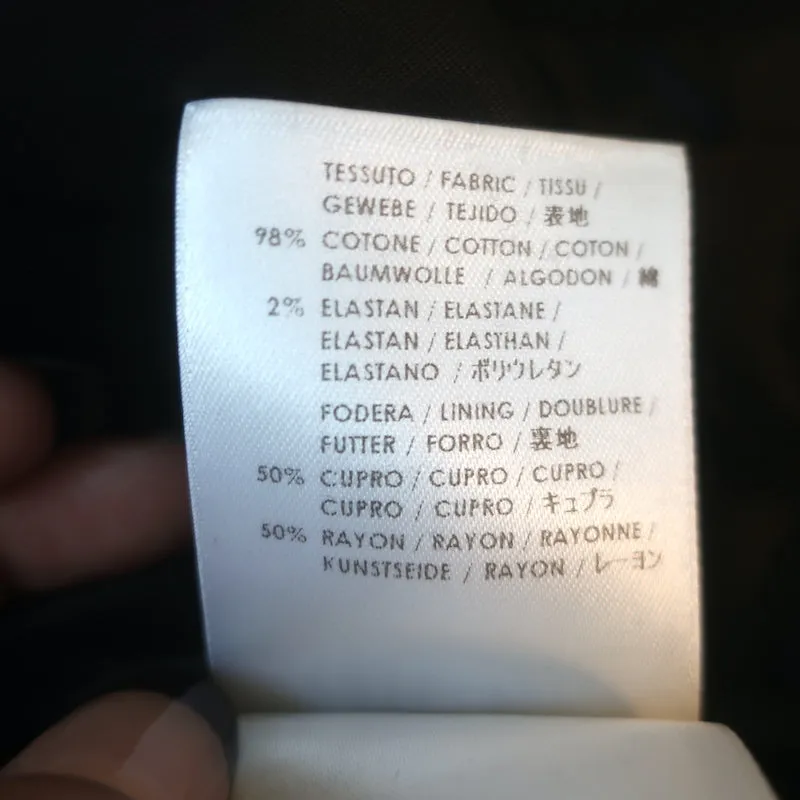 TESSUTO / FABRIC / TISSU /
GEWEBE / TEJIDO / 表地
98% COTONE / COTTON / COTON /
BAUMWOLLE / ALGODON / 綿
2% ELASTAN / ELASTANE /
ELASTAN / ELASTHAN /
ELASTANO / ポリウレタン
FODERA / LINING / DOUBLURE /
FUTTER / FORRO / 裏地
50% CUPRO / CUPRO / CUPRO /
CUPRO / CUPRO / キュプラ
50% RAYON / RAYON / RAYONNE /
KUNSTSEIDE / RAYON / レーヨン